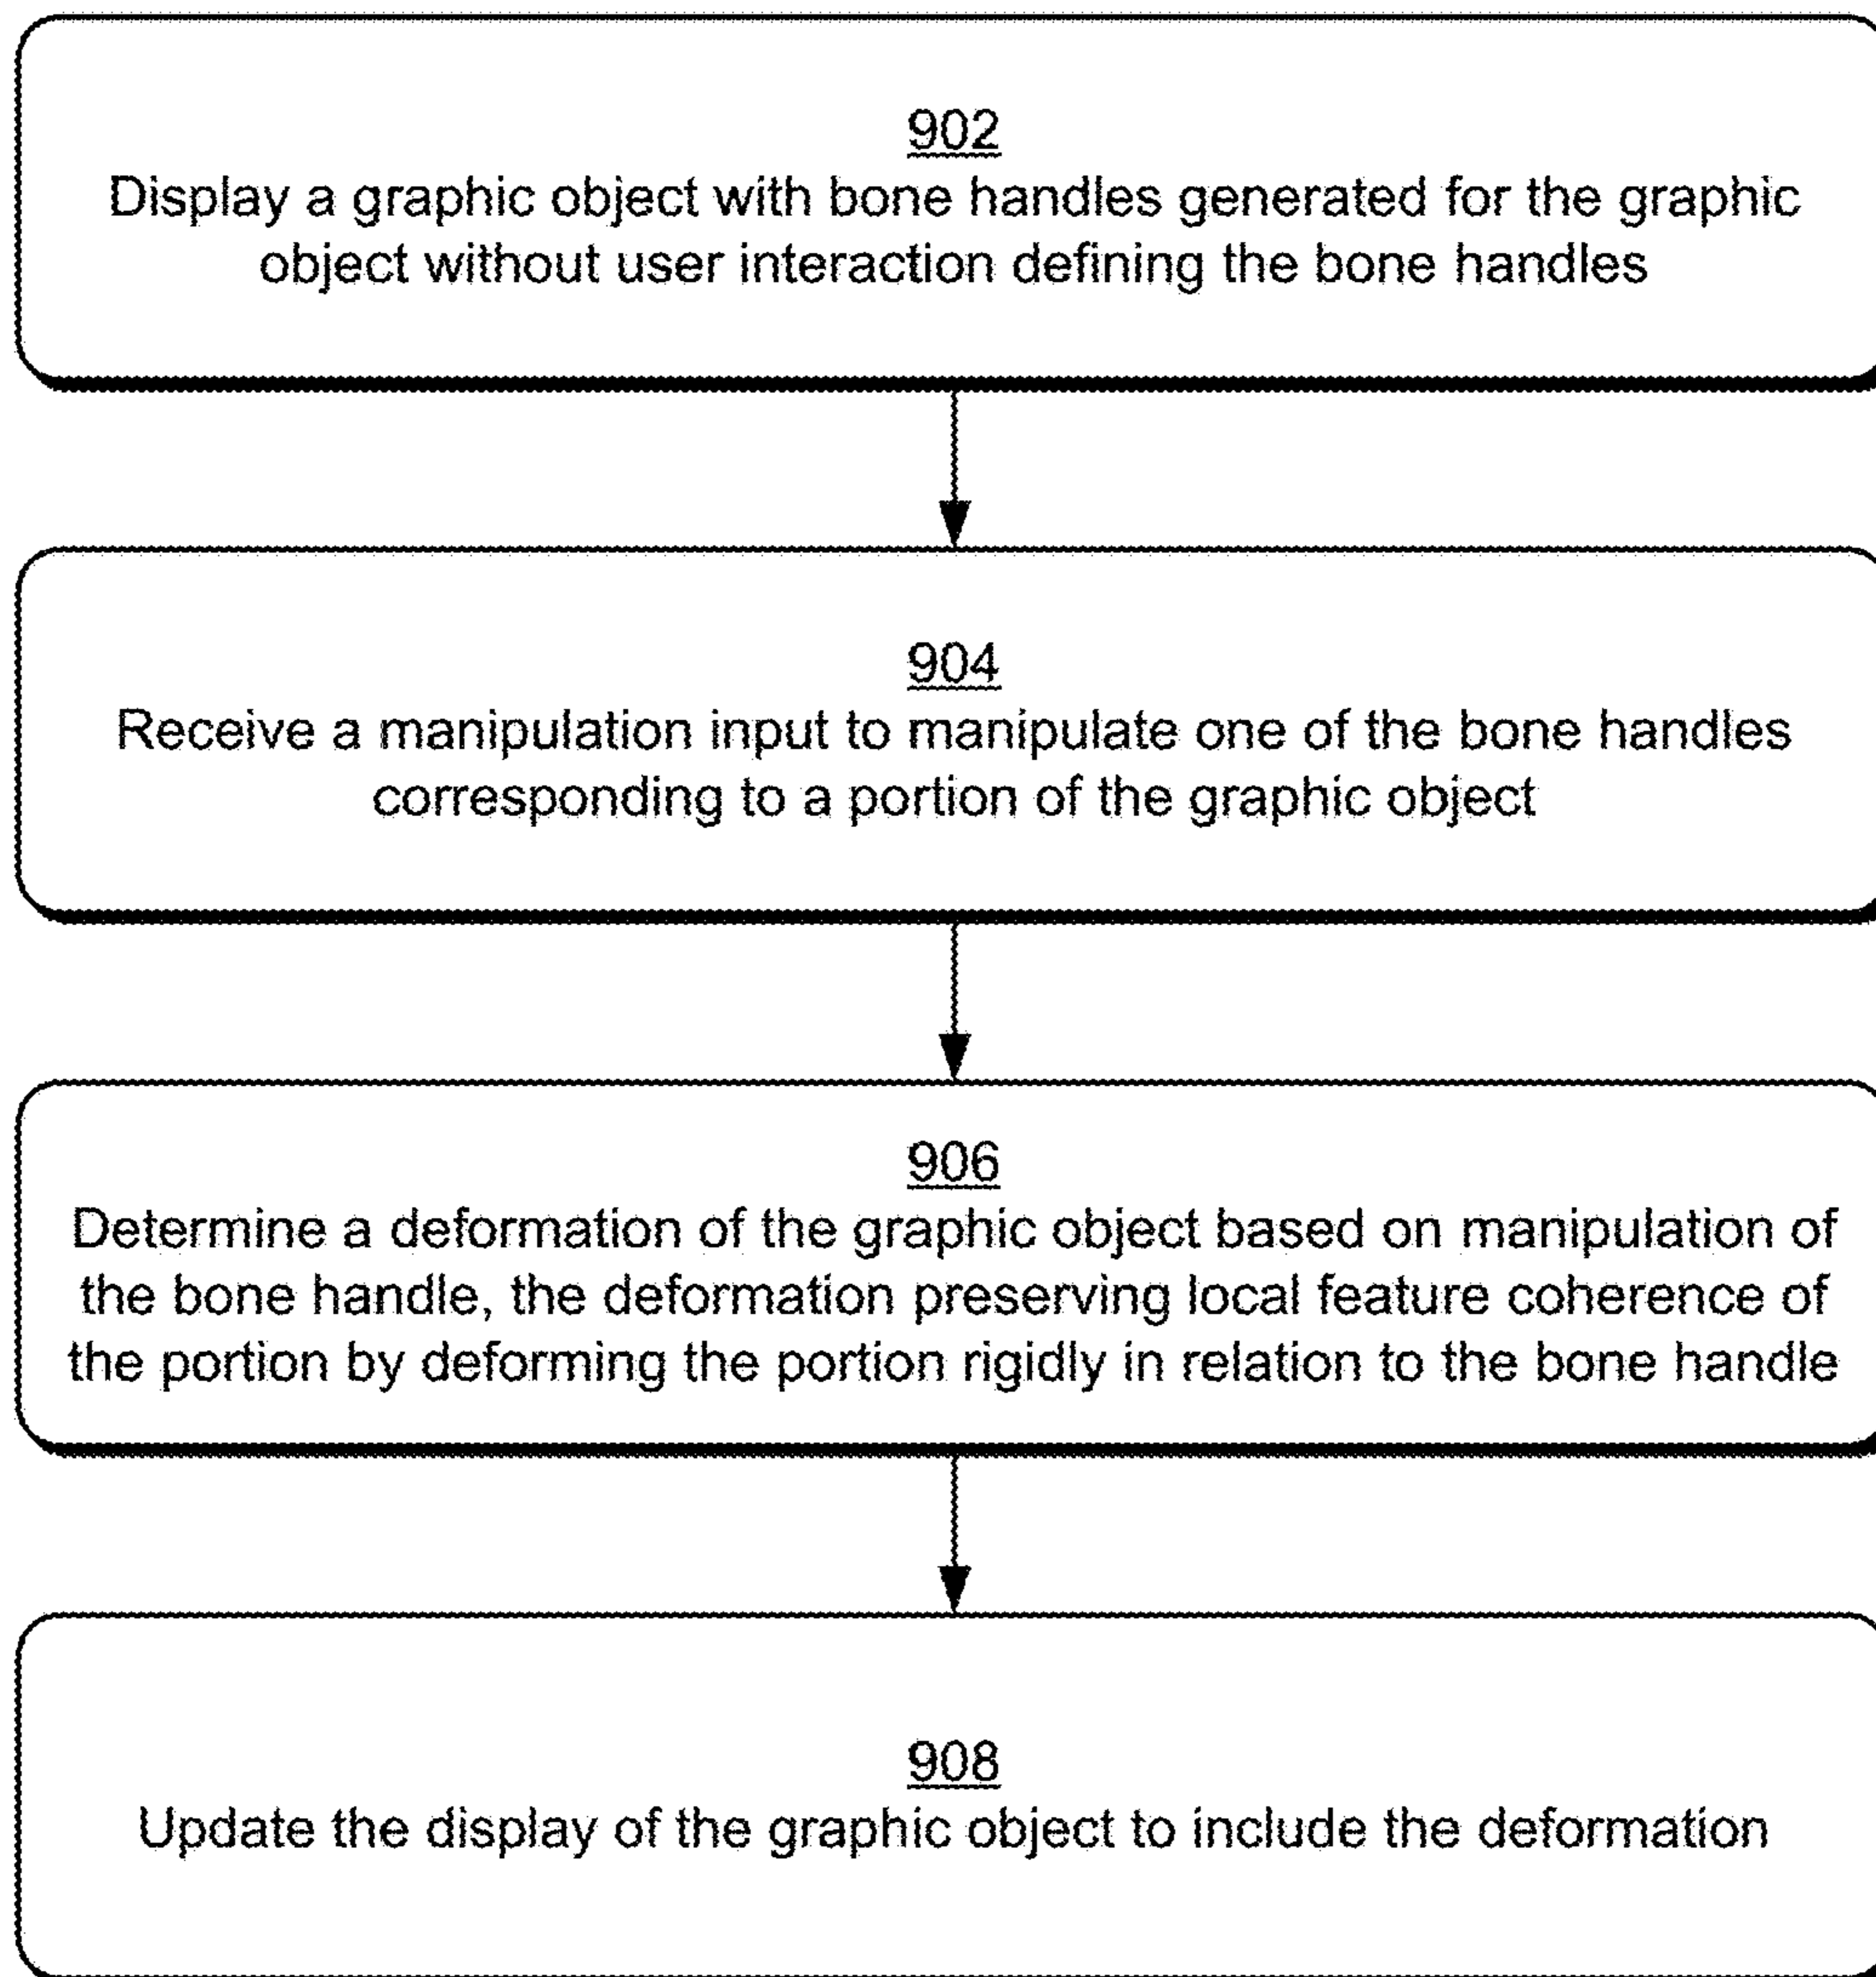 902
Display a graphic object with bone handles generated for the graphic
object without user interaction defining the bone handles
904
Receive a manipulation input to manipulate one of the bone handles
corresponding to a portion of the graphic object
906
Determine a deformation of the graphic object based on manipulation of
the bone handle, the deformation preserving local feature coherence of
the portion by deforming the portion rigidly in relation to the bone handle
908
Update the display of the graphic object to include the deformation